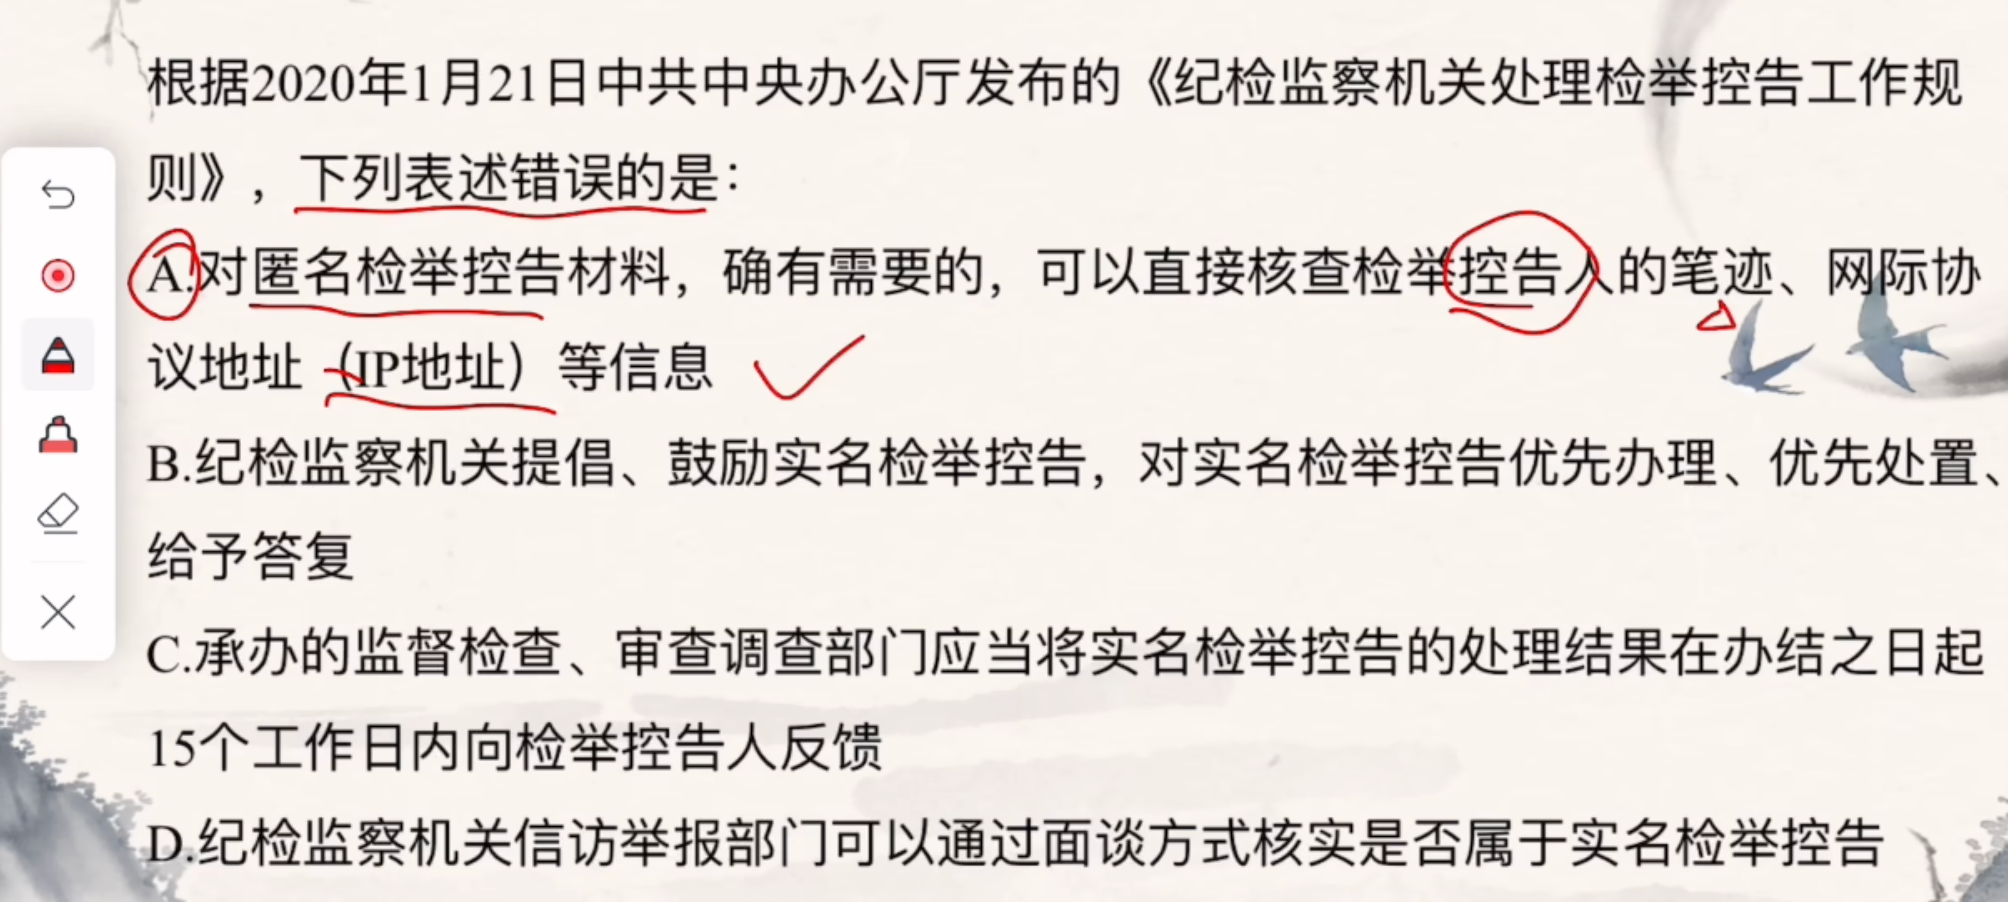 根据2020年1月21日中共中央办公厅发布的《纪检监察机关处理检举控告工作规
则》，下列表述错误的是：
A.对匿名检举控告材料，确有需要的，可以直接核查检举控告人的笔迹、网际协
议地址（IP地址）等信息
B.纪检监察机关提倡、鼓励实名检举控告，对实名检举控告优先办理、优先处置、
给予答复
C.承办的监督检查、审查调查部门应当将实名检举控告的处理结果在办结之日起
15个工作日内向检举控告人反馈
D.纪检监察机关信访举报部门可以通过面谈方式核实是否属于实名检举控告